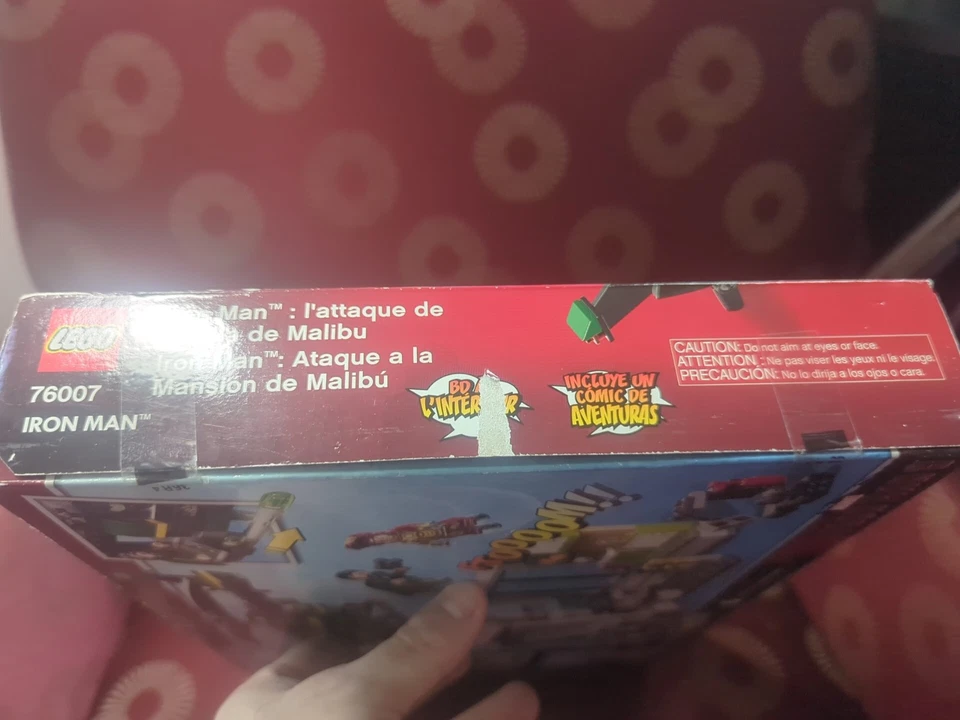 LEGO
76007
IRON MAN™
Man™ : l'attaque de
de Malibu
Iron Man™: Ataque a la
Mansión de Malibú
BD
INCLUYE UN
CÓMIC DE
AVENTURAS
CAUTION: Do not aim at eyes or face.
ATTENTION : Ne pas viser les yeux ni le visage.
PRECAUCIÓN: No lo dirija a los ojos o cara.